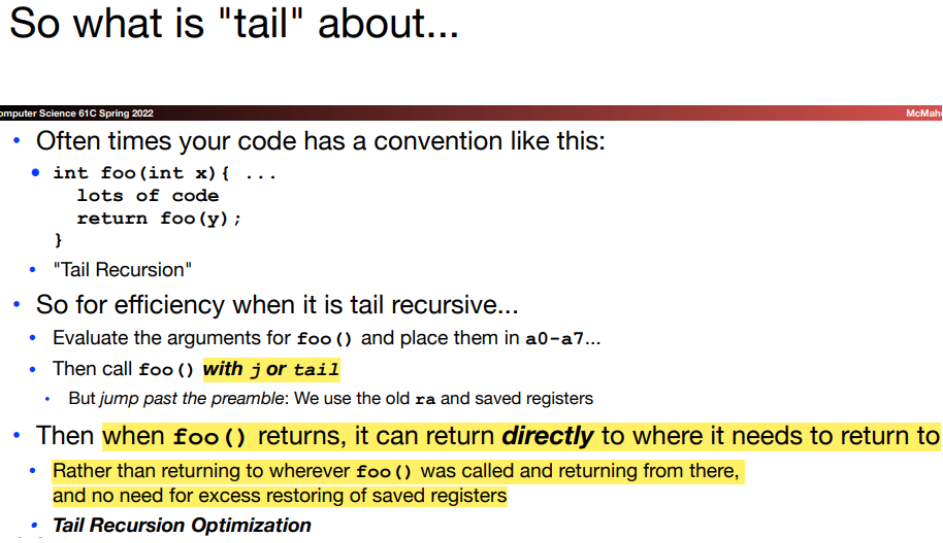 So what is "tail" about...
omputer Science 61C Spring 2022
McMah
• Often times your code has a convention like this:
• int foo(int x){ ...
lots of code
return foo(y);
}
• "Tail Recursion"
• So for efficiency when it is tail recursive...
• Evaluate the arguments for foo() and place them in a0-a7...
• Then call foo() with j or tail
• But jump past the preamble: We use the old ra and saved registers
• Then when foo() returns, it can return directly to where it needs to return to
• Rather than returning to wherever foo() was called and returning from there,
and no need for excess restoring of saved registers
• Tail Recursion Optimization